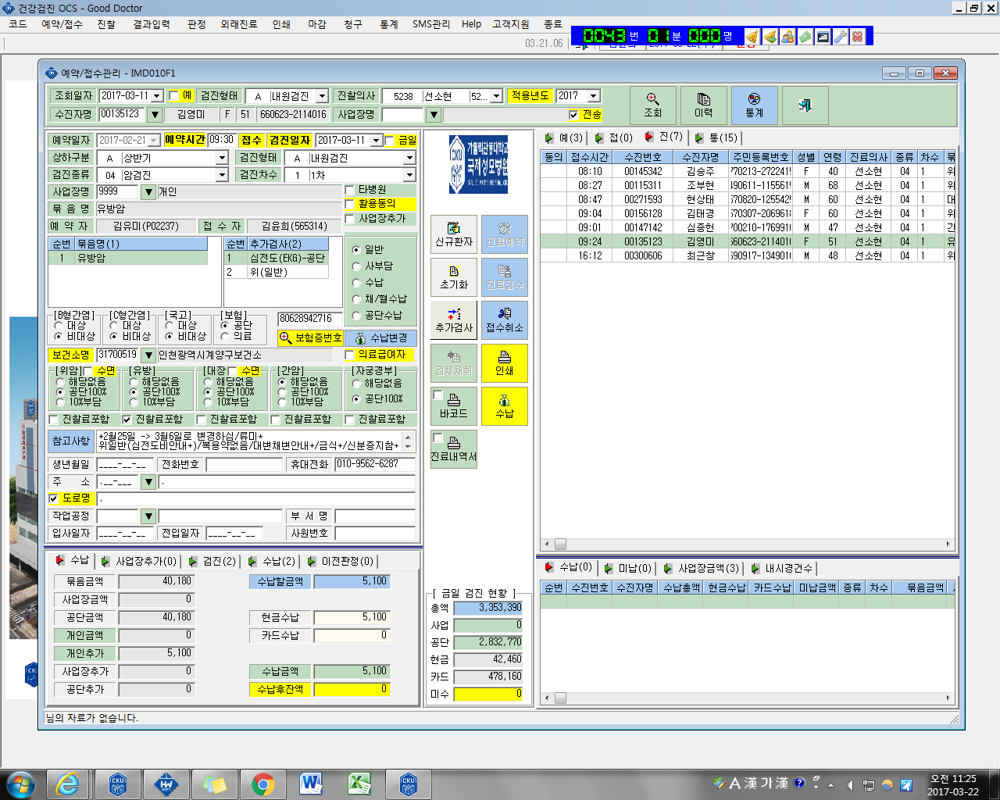 건강검진 OCS - Good Doctor
코드 예약/접수 진찰 결과입력 판정 외래진료 인쇄 마감 청구 통계 SMS관리 Help 고객지원 종료
0043 번 01 분 000 명
03.21.06
예약/접수관리 - IMD010F1
조회일자 2017-03-11 예 검진형태 A 내원검진 진찰의사 5238 선소현 52... 적용년도 2017
수진자명 00135123 김영미 F 51 660623-2114016 사업장명 전송
조회 이력 통계
예약일자 2017-02-21 예약시간 09:30 접수 검진일자 2017-03-11 금일
상하구분 A 상반기 검진형태 A 내원검진
검진종류 04 암검진 검진차수 1 1차
사업장명 9999 개인 타병원
묶 음 명 유방암 활용동의
예 약 자 김유미(P02237) 접 수 자 김윤희(565314) 사업장추가
순번 묶음명(1)
1 유방암
순번 추가검사(2)
1 심전도(EKG)-공단
2 위(일반)
일반
사부담
수납
채/혈수납
공단수납
[B형간염] 대상 비대상
[C형간염] 대상 비대상
[국고] 대상 비대상
[보험] 공단 의료
80628942716
보험증번호 수납변경
보건소명 31700519 인천광역시계양구보건소 의료급여자
[위암] 수면 해당없음 공단100% 10%부담
[유방] 해당없음 공단100% 10%부담
[대장] 수면 해당없음 공단100% 10%부담
[간암] 해당없음 공단100% 10%부담
[자궁경부] 해당없음 공단100%
진찰료포함 진찰료포함 진찰료포함 진찰료포함 진찰료포함
참고사항 *2월25일 -> 3월6일로 변경하심/류미*
위일반(심전도비안내+)/복용약없음/대변채변안내+/금식+/신분증지참+
생년월일 ____-__-__ 전화번호 휴대전화 010-9562-6287
주 소 .__-___ .
도로명 .
작업공정 부 서 명
입사일자 ____-__-__ 전입일자 ____-__-__ 사원번호
신규환자 진료예약
초기화 진료접수
추가검사 접수취소
검체채취 인쇄
바코드 수납
진료내역서
예(3) 접(0) 진(7) 통(15)
동의 접수시간 수진번호 수진자명 주민등록번호 성별 연령 진료의사 종류 차수 묶
08:10 00145342 김승주 770213-272241 F 40 선소현 04 1 위
08:27 00115311 조부현 490611-115561 M 68 선소현 04 1 위
08:47 00271593 현상태 570820-125542 M 60 선소현 04 1 대
09:04 00156128 김태경 570307-206961 F 60 선소현 04 1 위
09:01 00147142 심종헌 700210-176991 M 47 선소현 04 1 간
09:24 00135123 김영미 660623-211401 F 51 선소현 04 1 유
16:12 00300606 최근창 690917-134901 M 48 선소현 04 1 위
수납 사업장추가(0) 검진(2) 수납(2) 이전판정(0)
묶음금액 40,180 수납할금액 5,100
사업장금액 0
공단금액 40,180 현금수납 5,100
개인금액 0 카드수납 0
개인추가 5,100
사업장추가 0 수납금액 5,100
공단추가 0 수납후잔액 0
[ 금일 검진 현황 ]
총액 3,353,390
사업 0
공단 2,832,770
현금 42,460
카드 478,160
미수 0
수납(0) 미납(0) 사업장금액(3) 내시경건수
순번 수진번호 수진자명 수납총액 현금수납 카드수납 미납금액 종류 차수 묶음금액
님의 자료가 없습니다.
A 漢 가 漢
오전 11:25
2017-03-22